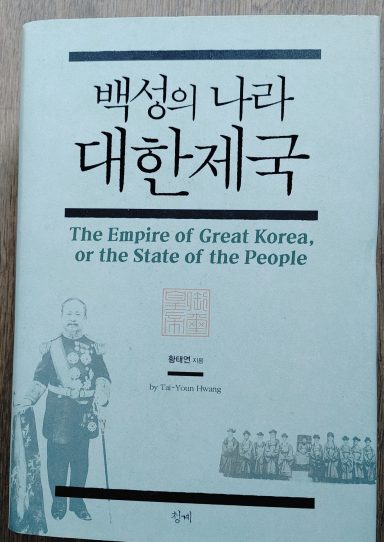 백성의 나라
대한제국
The Empire of Great Korea,
or the State of the People
황태연 지음
by Tai-Youn Hwang
청계